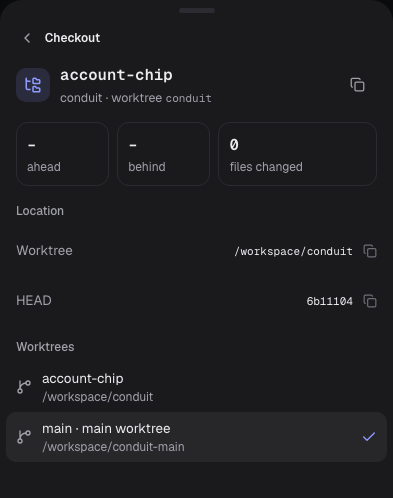 Checkout
account-chip
conduit · worktree conduit
-
ahead
-
behind
0
files changed
Location
Worktree
/workspace/conduit
HEAD
6b11104
Worktrees
account-chip
/workspace/conduit
main · main worktree
/workspace/conduit-main